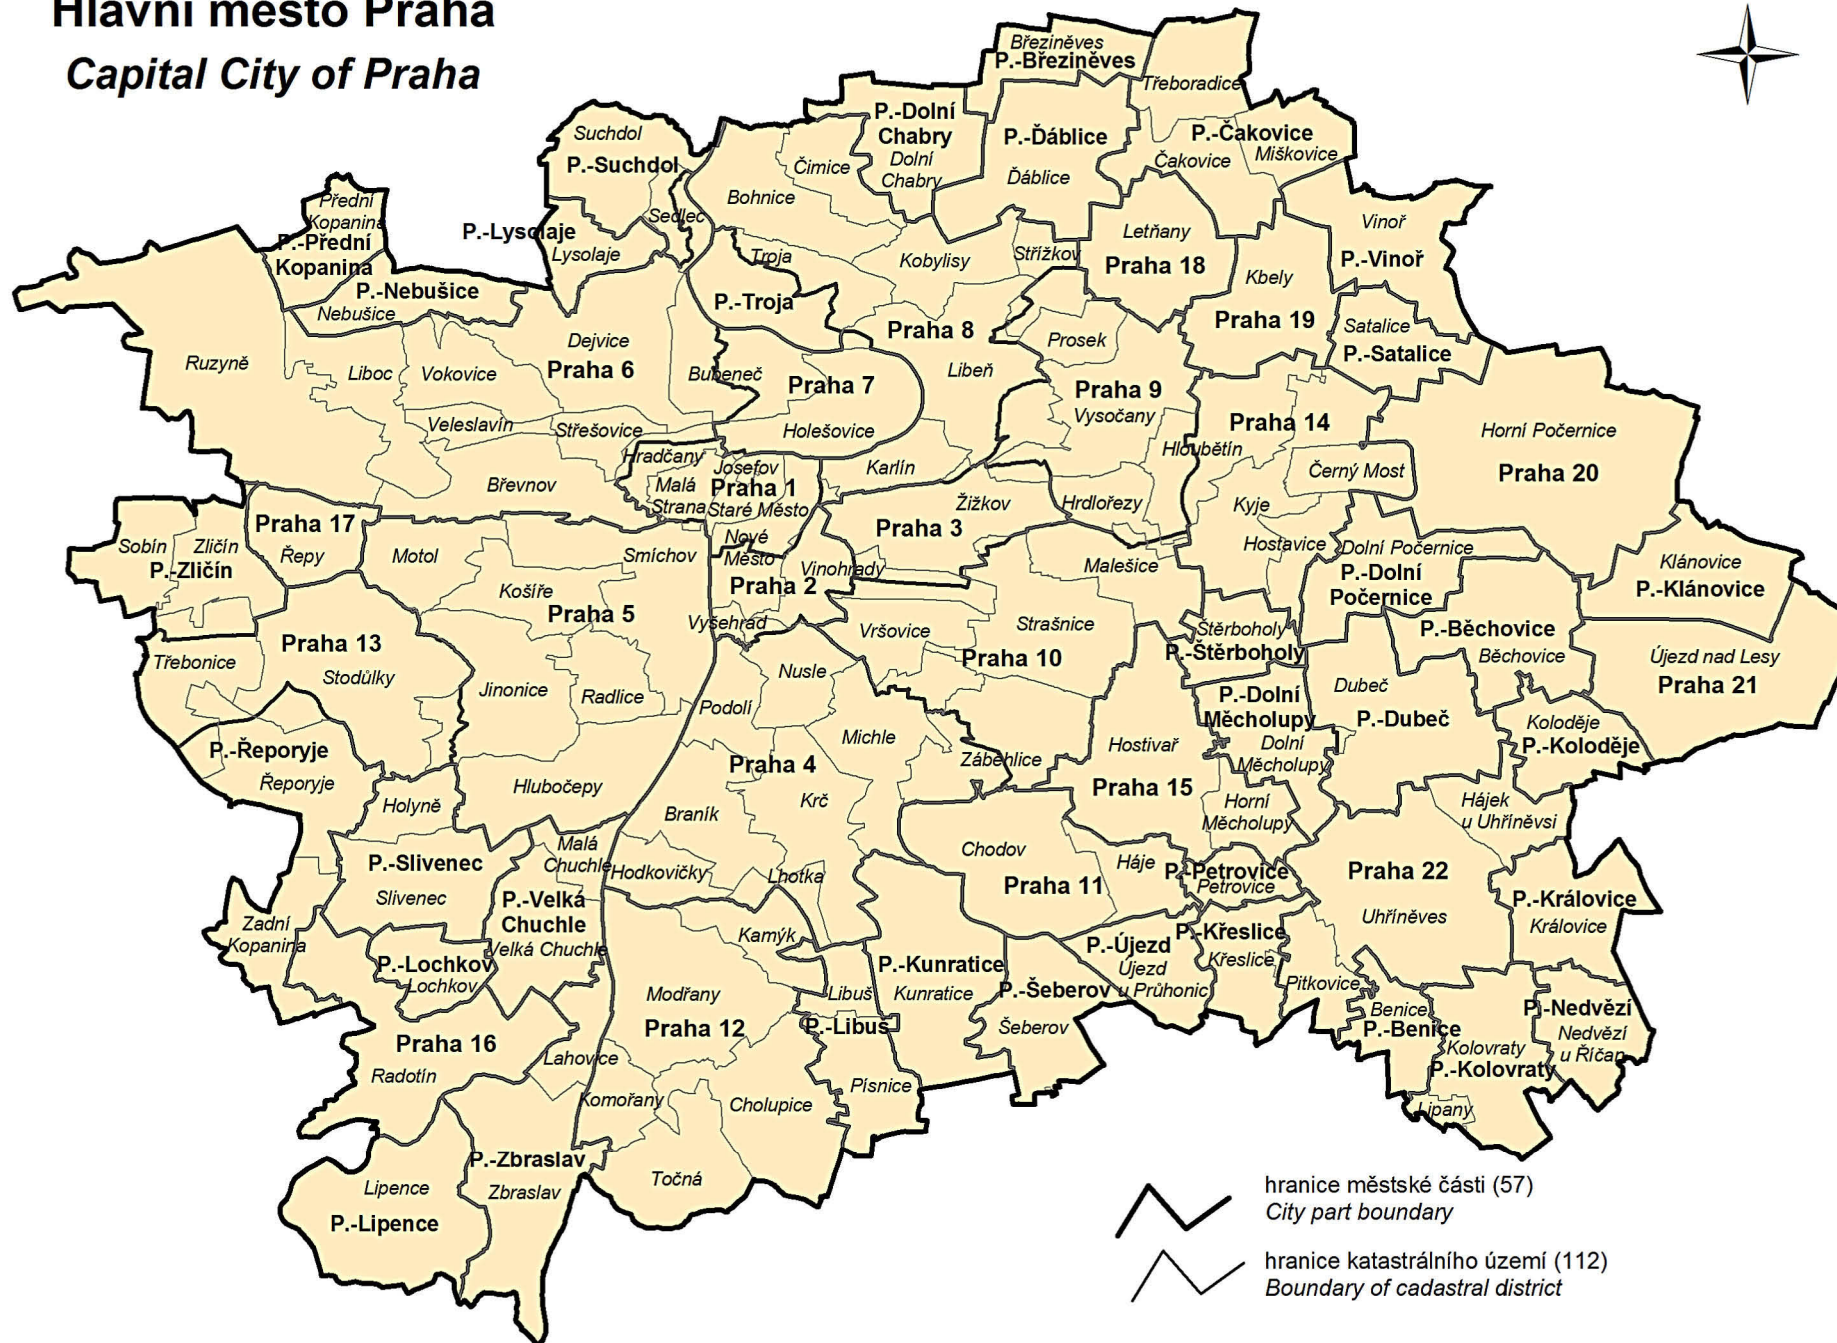 Hlavní město Praha
Capital City of Praha
Březiněves
P.-Březiněves
Třeboradice
P.-Dolní
Chabry
Dolní
Chabry
P.-Ďáblice
Ďáblice
P.-Čakovice
Čakovice
Miškovice
Suchdol
P.-Suchdol
Sedlec
Čimice
Bohnice
Přední
Kopanina
P.-Přední
Kopanina
P.-Lysolaje
Lysolaje
P.-Nebušice
Nebušice
Troja
P.-Troja
Kobylisy
Střížkov
Letňany
Praha 18
Kbely
Praha 19
Vinoř
P.-Vinoř
Satalice
P.-Satalice
Ruzyně
Liboc
Vokovice
Dejvice
Praha 6
Bubeneč
Praha 7
Holešovice
Praha 8
Libeň
Prosek
Praha 9
Vysočany
Praha 14
Hloubětín
Černý Most
Kyje
Hostavice
Horní Počernice
Praha 20
Veleslavín
Střešovice
Břevnov
Hradčany
Malá
Strana
Josefov
Praha 1
Staré Město
Nové
Město
Karlín
Žižkov
Praha 3
Hrdlořezy
Sobín
Zličín
P.-Zličín
Praha 17
Řepy
Motol
Košíře
Smíchov
Praha 5
Praha 2
Vinohrady
Vyšehrad
Malešice
Dolní Počernice
P.-Dolní
Počernice
Klánovice
P.-Klánovice
Praha 13
Třebonice
Stodůlky
Jinonice
Radlice
Podolí
Nusle
Vršovice
Strašnice
Praha 10
Štěrboholy
P.-Štěrboholy
P.-Běchovice
Běchovice
Újezd nad Lesy
Praha 21
P.-Řeporyje
Řeporyje
Holyně
Hlubočepy
Michle
Praha 4
Krč
Braník
Záběhlice
Hostivař
Praha 15
P.-Dolní
Měcholupy
Dolní
Měcholupy
Horní
Měcholupy
Dubeč
P.-Dubeč
Koloděje
P.-Koloděje
Hájek
u Uhříněvsi
P.-Slivenec
Slivenec
Malá
Chuchle
P.-Velká
Chuchle
Velká Chuchle
Hodkovičky
Lhotka
Chodov
Praha 11
Háje
P.-Petrovice
Petrovice
Praha 22
Uhříněves
P.-Královice
Královice
Zadní
Kopanina
P.-Lochkov
Lochkov
Kamýk
Modřany
Praha 12
Libuš
P.-Libuš
Písnice
P.-Kunratice
Kunratice
P.-Šeberov
Šeberov
P.-Újezd
Újezd
u Průhonic
P.-Křeslice
Křeslice
Pitkovice
Benice
P.-Benice
Kolovraty
P.-Kolovraty
Lipany
P.-Nedvězí
Nedvězí
u Říčan
Praha 16
Radotín
Lahovice
Komořany
Cholupice
Točná
P.-Zbraslav
Zbraslav
Lipence
P.-Lipence
hranice městské části (57)
City part boundary
hranice katastrálního území (112)
Boundary of cadastral district